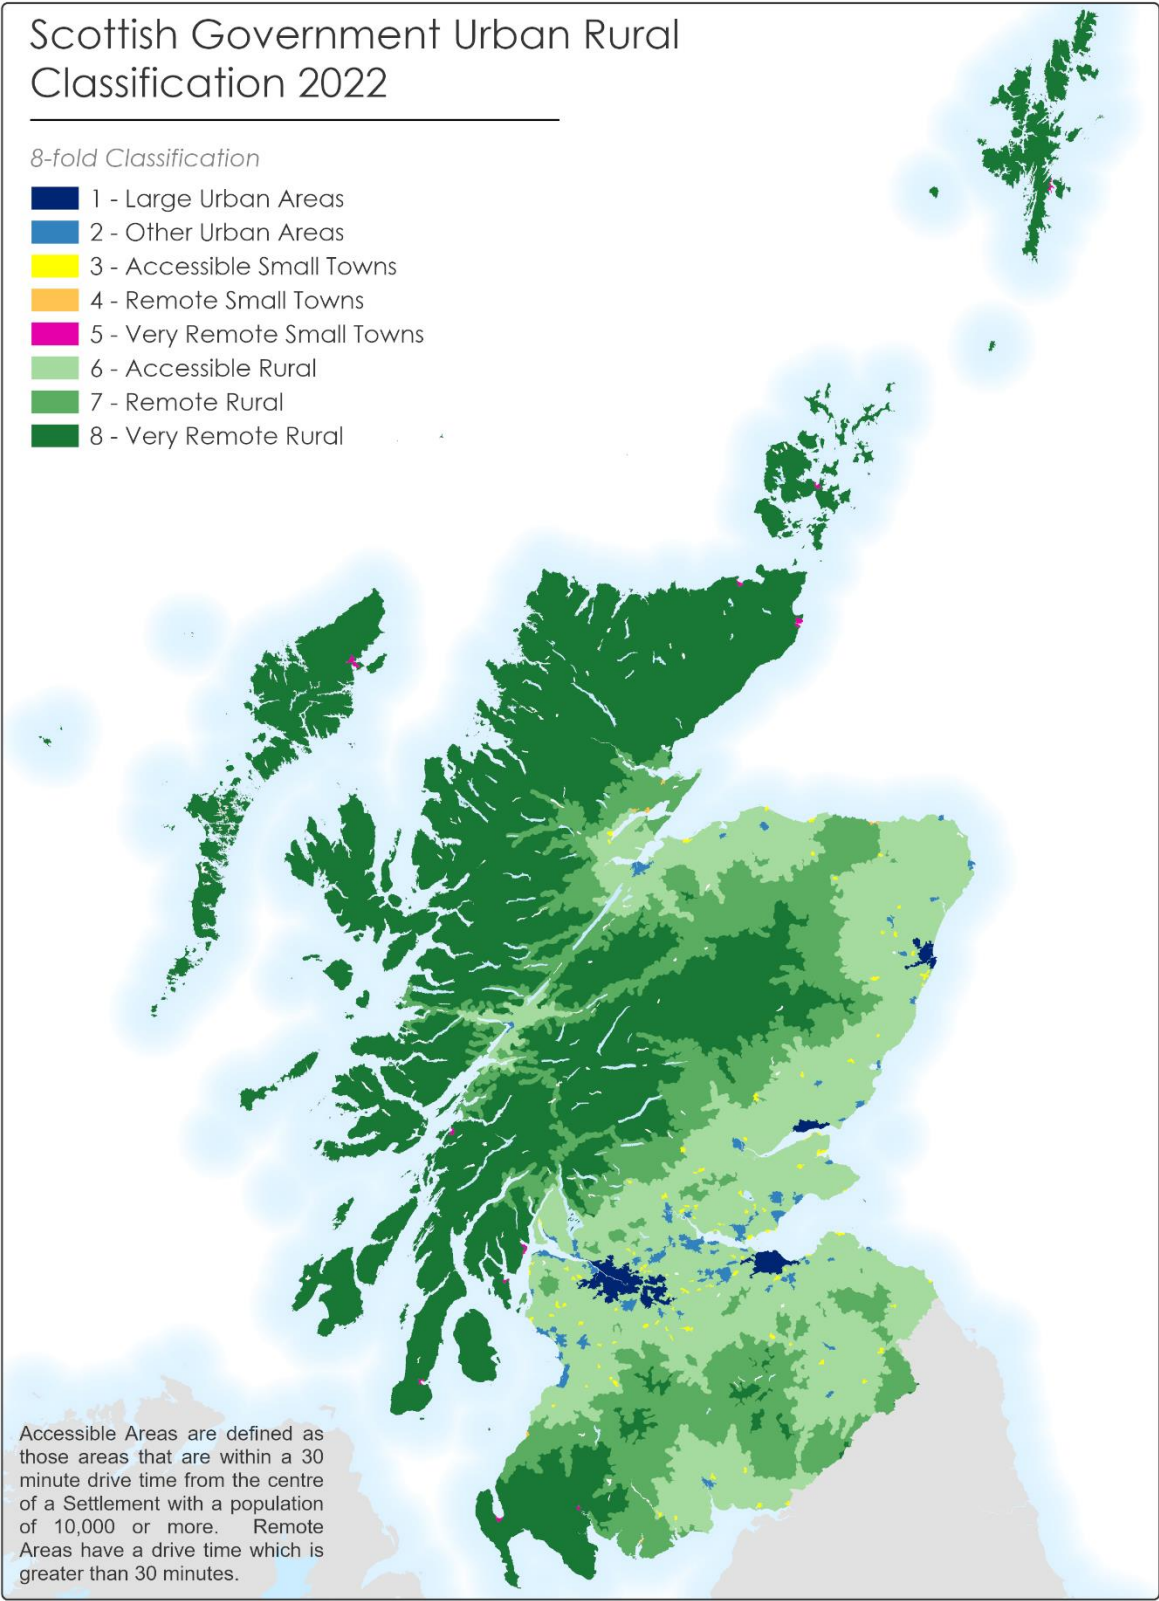 Scottish Government Urban Rural
Classification 2022
8-fold Classification
1 - Large Urban Areas
2 - Other Urban Areas
3 - Accessible Small Towns
4 - Remote Small Towns
5 - Very Remote Small Towns
6 - Accessible Rural
7 - Remote Rural
8 - Very Remote Rural
Accessible Areas are defined as
those areas that are within a 30
minute drive time from the centre
of a Settlement with a population
of 10,000 or more. Remote
Areas have a drive time which is
greater than 30 minutes.